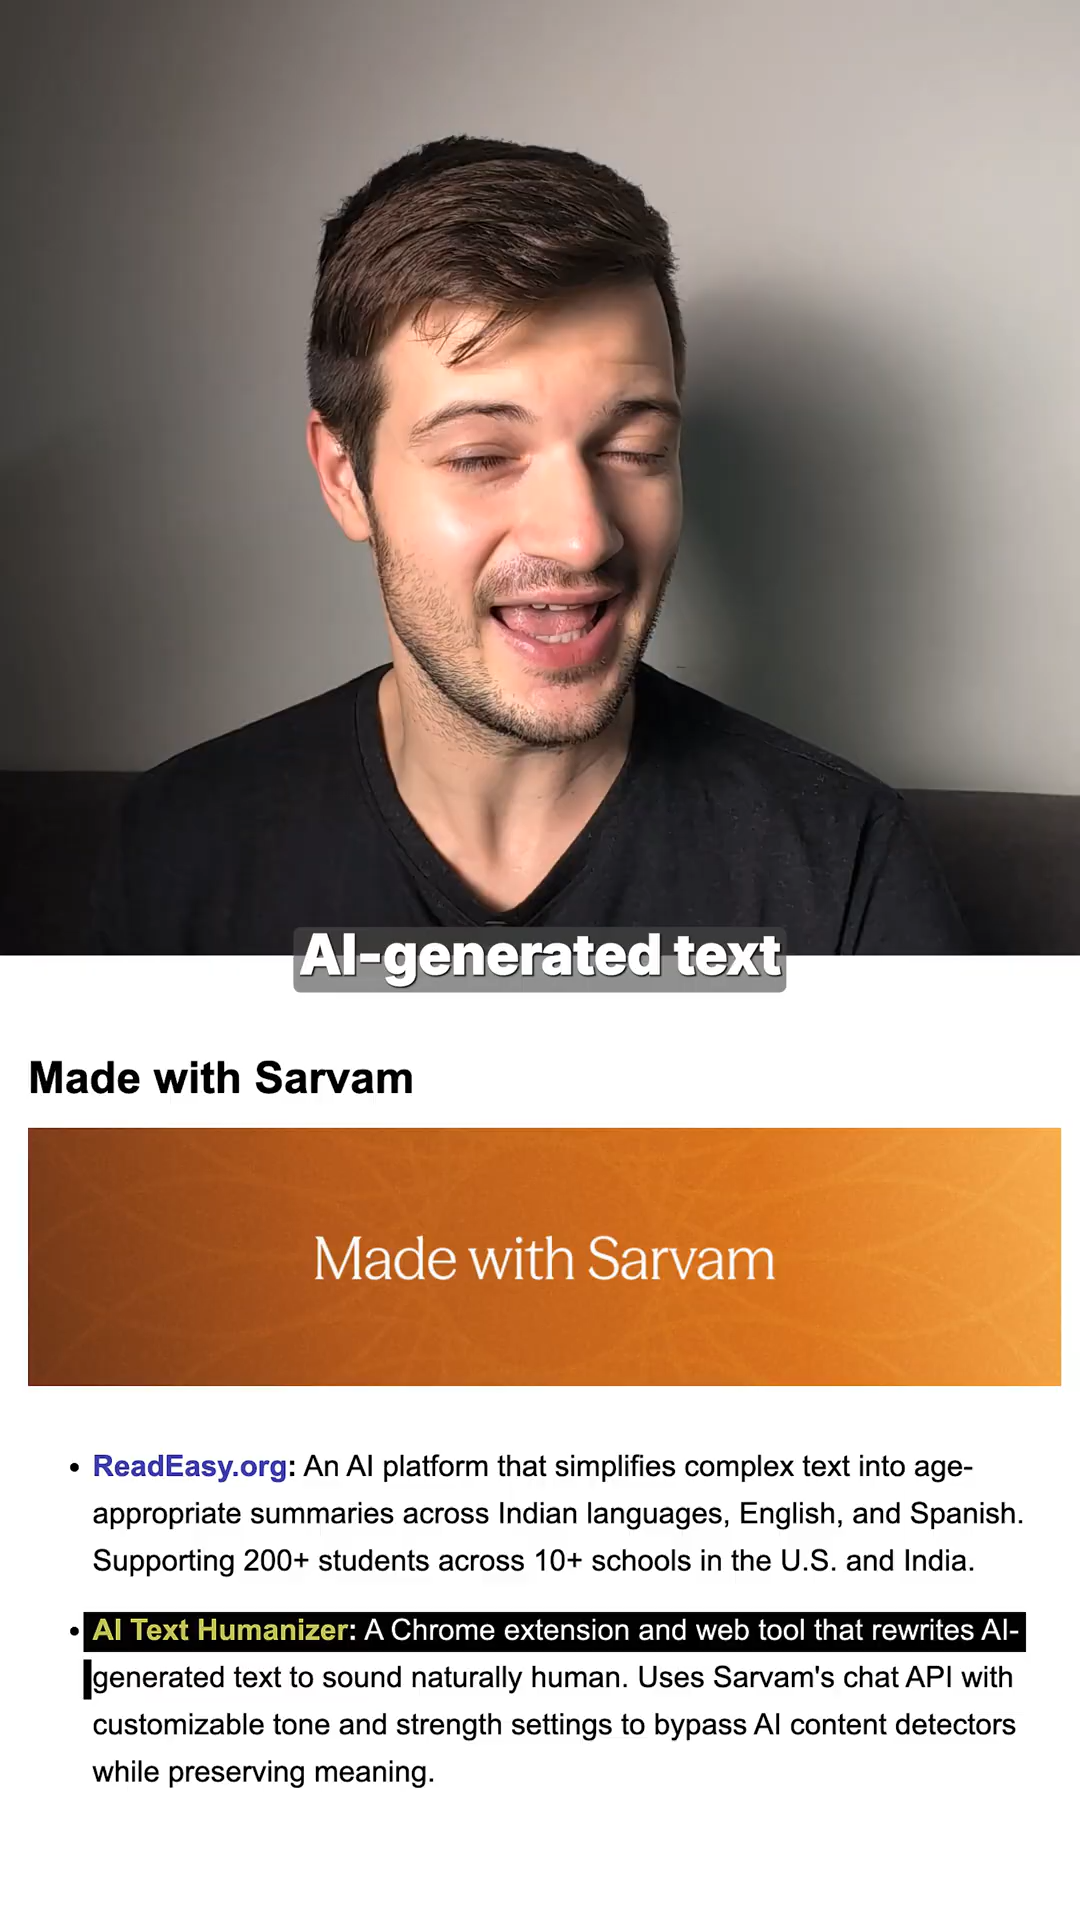 AI-generated text
Made with Sarvam
Made with Sarvam
• ReadEasy.org: An AI platform that simplifies complex text into age-
appropriate summaries across Indian languages, English, and Spanish.
Supporting 200+ students across 10+ schools in the U.S. and India.
• AI Text Humanizer: A Chrome extension and web tool that rewrites AI-
generated text to sound naturally human. Uses Sarvam's chat API with
customizable tone and strength settings to bypass AI content detectors
while preserving meaning.